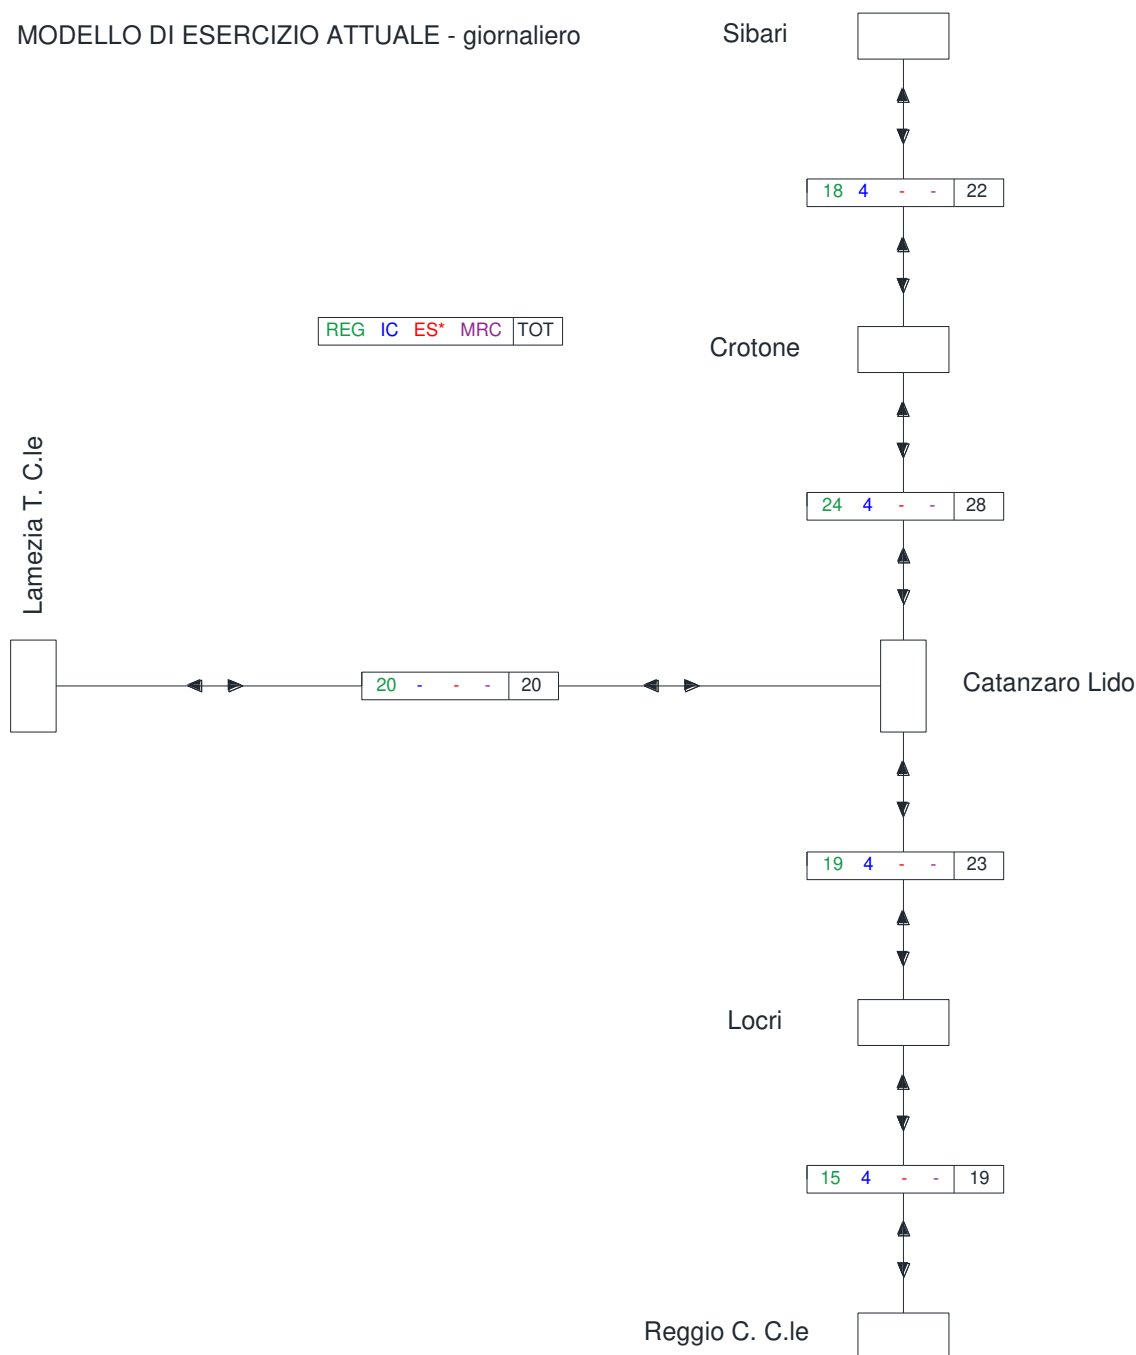 MODELLO DI ESERCIZIO ATTUALE - giornaliero
Sibari
18 4 - - 22
REG IC ES* MRC TOT
Crotone
24 4 - - 28
Lamezia T. C.le
20 - - - 20
Catanzaro Lido
19 4 - - 23
Locri
15 4 - - 19
Reggio C. C.le